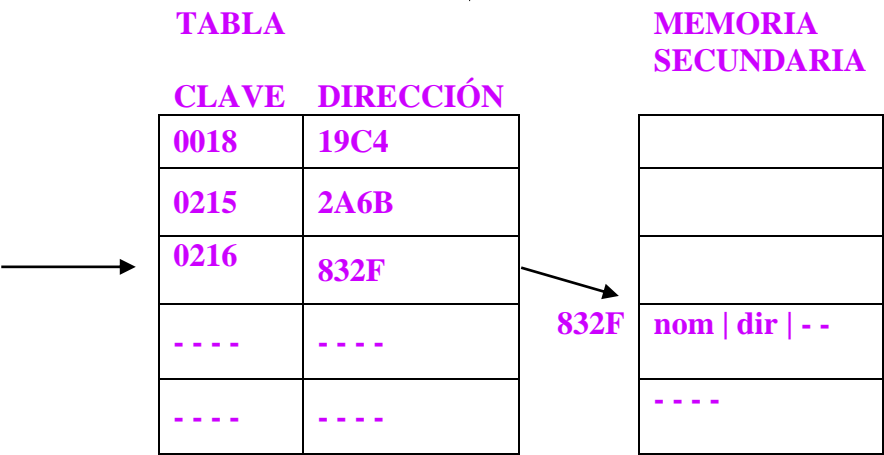 TABLA
MEMORIA
SECUNDARIA
CLAVE DIRECCIÓN
0018 19C4
0215 2A6B
0216 832F
832F nom | dir | - -
- - - - - - - -
- - - -
- - - - - - - -